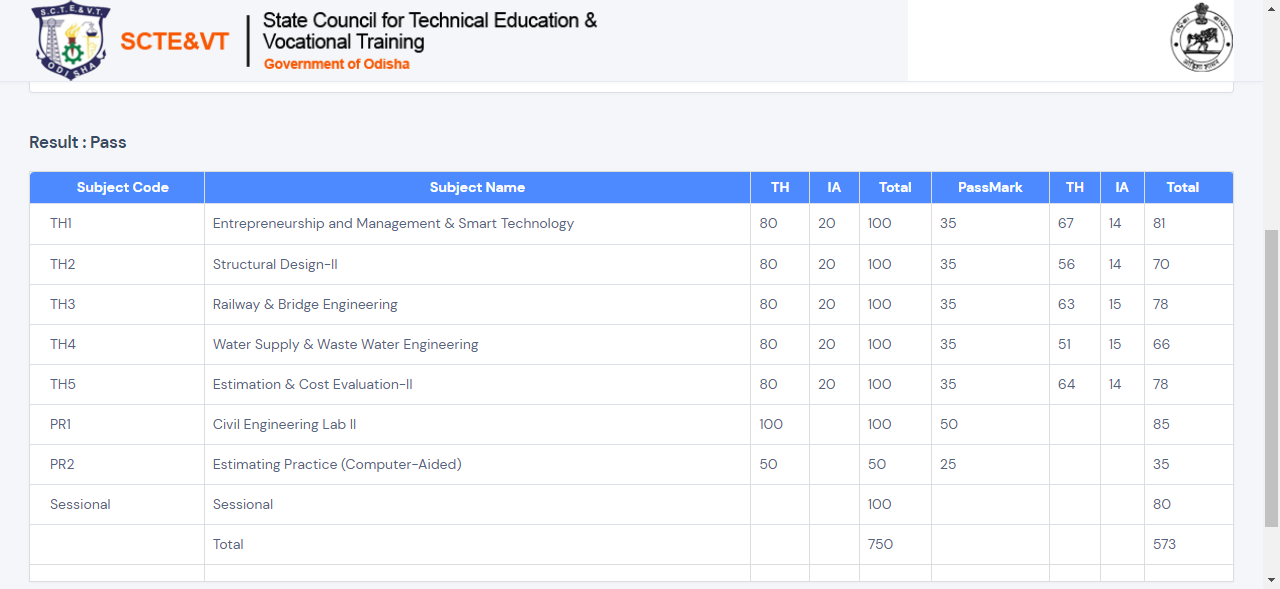 S.C.T.E.& V.T.
ODISHA
SCTE&VT
State Council for Technical Education &
Vocational Training
Government of Odisha
Result : Pass
Subject Code Subject Name TH IA Total PassMark TH IA Total
TH1 Entrepreneurship and Management & Smart Technology 80 20 100 35 67 14 81
TH2 Structural Design-II 80 20 100 35 56 14 70
TH3 Railway & Bridge Engineering 80 20 100 35 63 15 78
TH4 Water Supply & Waste Water Engineering 80 20 100 35 51 15 66
TH5 Estimation & Cost Evaluation-II 80 20 100 35 64 14 78
PR1 Civil Engineering Lab II 100 100 50 85
PR2 Estimating Practice (Computer-Aided) 50 50 25 35
Sessional Sessional 100 80
Total 750 573